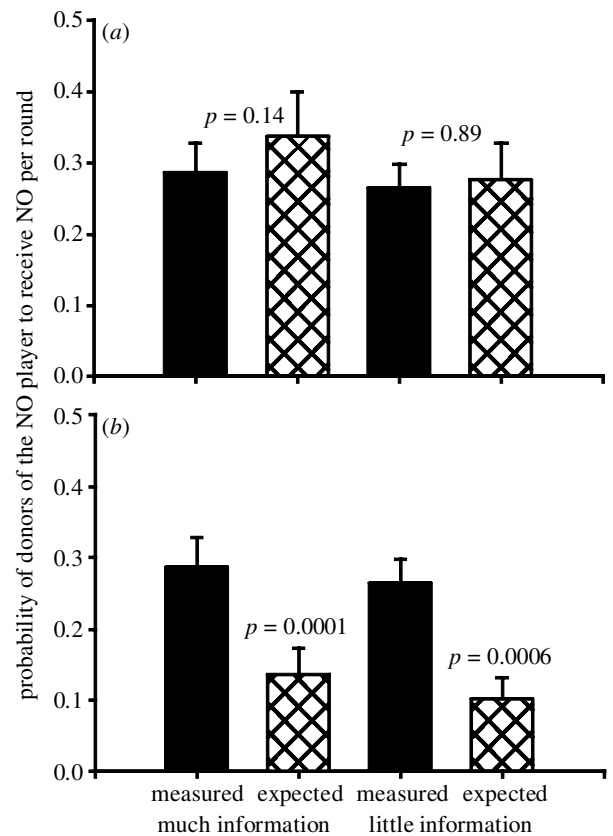 probability of donors of the NO player to receive NO per round
(a)
0.5
0.4
0.3
0.2
0.1
0.0
p = 0.14
p = 0.89
(b)
0.5
0.4
0.3
0.2
0.1
0.0
p = 0.0001
p = 0.0006
measured expected measured expected
much information little information